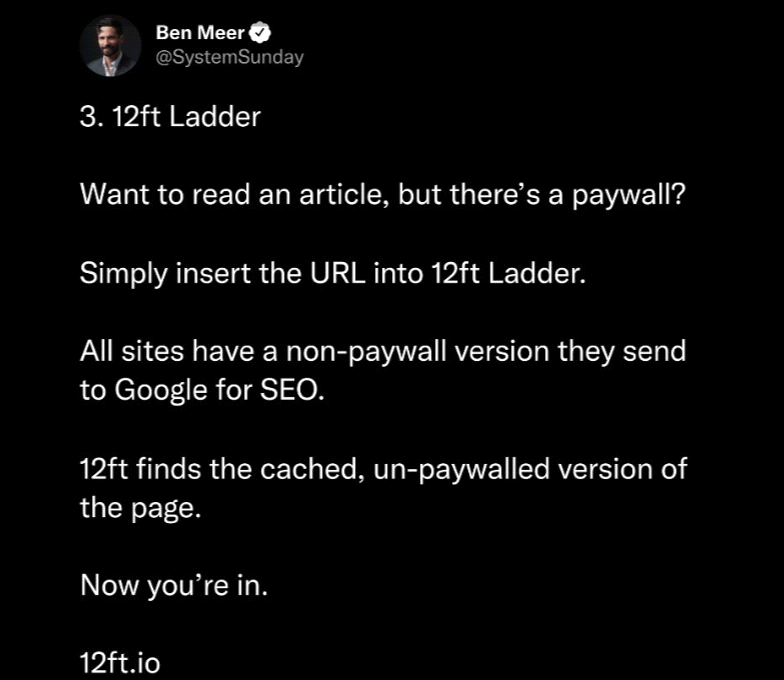 Ben Meer
@SystemSunday
3. 12ft Ladder
Want to read an article, but there’s a paywall?
Simply insert the URL into 12ft Ladder.
All sites have a non-paywall version they send
to Google for SEO.
12ft finds the cached, un-paywalled version of
the page.
Now you’re in.
12ft.io